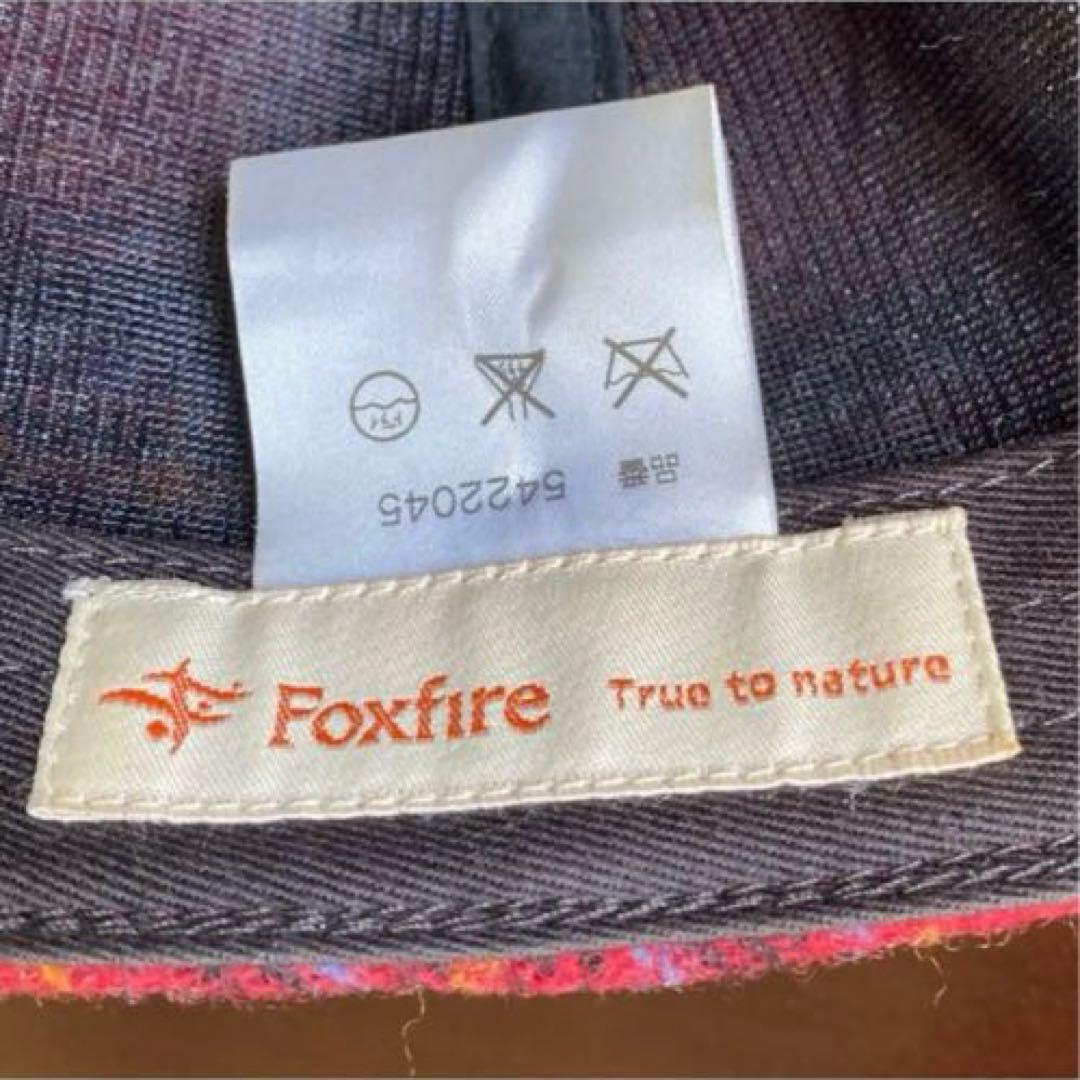 品番 5422045
Foxfire True to nature